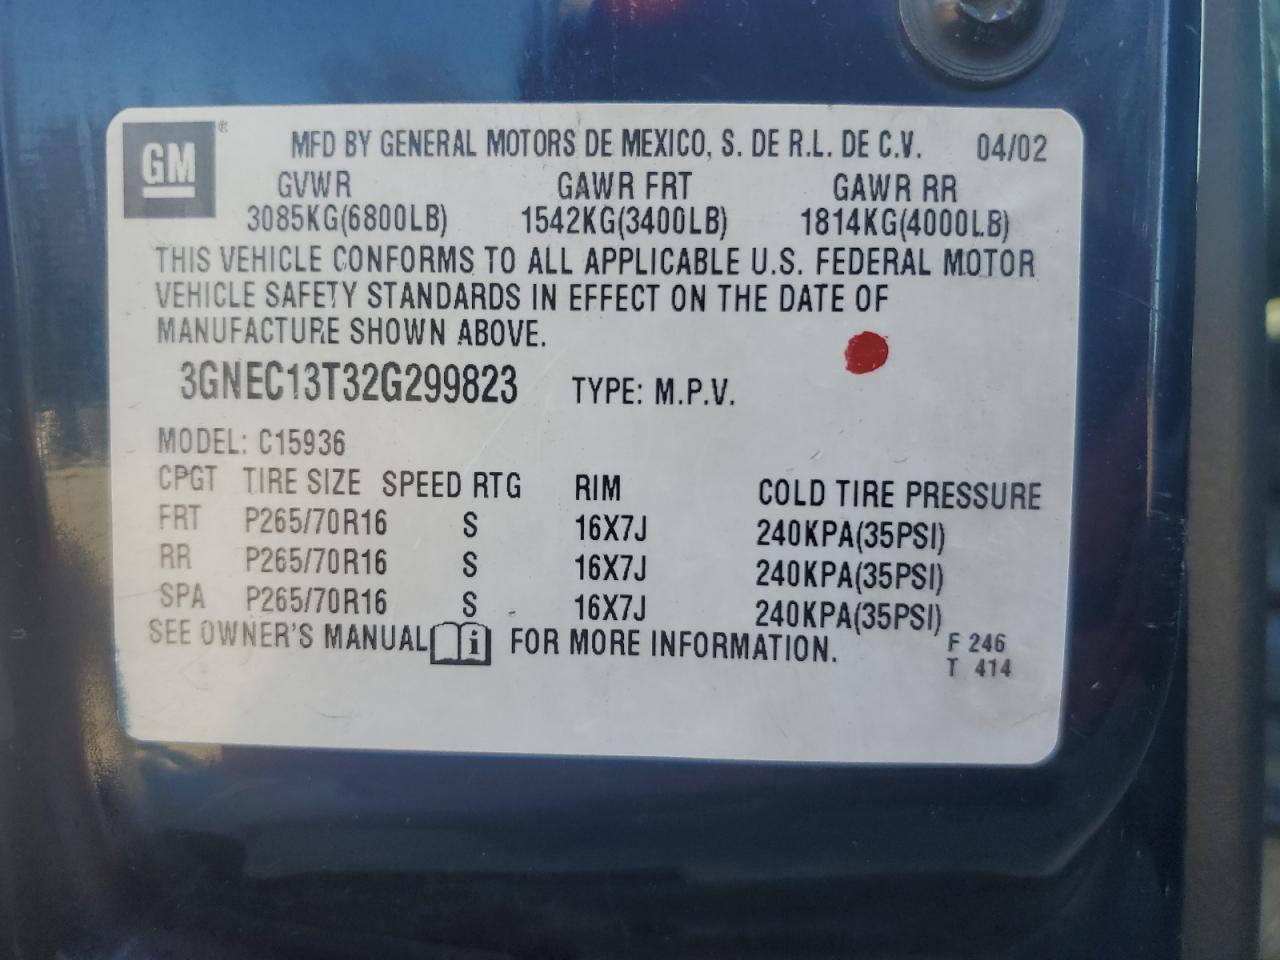 GM ®
MFD BY GENERAL MOTORS DE MEXICO, S. DE R.L. DE C.V. 04/02
GVWR GAWR FRT GAWR RR
3085KG(6800LB) 1542KG(3400LB) 1814KG(4000LB)
THIS VEHICLE CONFORMS TO ALL APPLICABLE U.S. FEDERAL MOTOR
VEHICLE SAFETY STANDARDS IN EFFECT ON THE DATE OF
MANUFACTURE SHOWN ABOVE.
3GNEC13T32G299823 TYPE: M.P.V.
MODEL: C15936
CPGT TIRE SIZE SPEED RTG RIM COLD TIRE PRESSURE
FRT P265/70R16 S 16X7J 240KPA(35PSI)
RR P265/70R16 S 16X7J 240KPA(35PSI)
SPA P265/70R16 S 16X7J 240KPA(35PSI)
SEE OWNER'S MANUAL i FOR MORE INFORMATION.
F 246
T 414